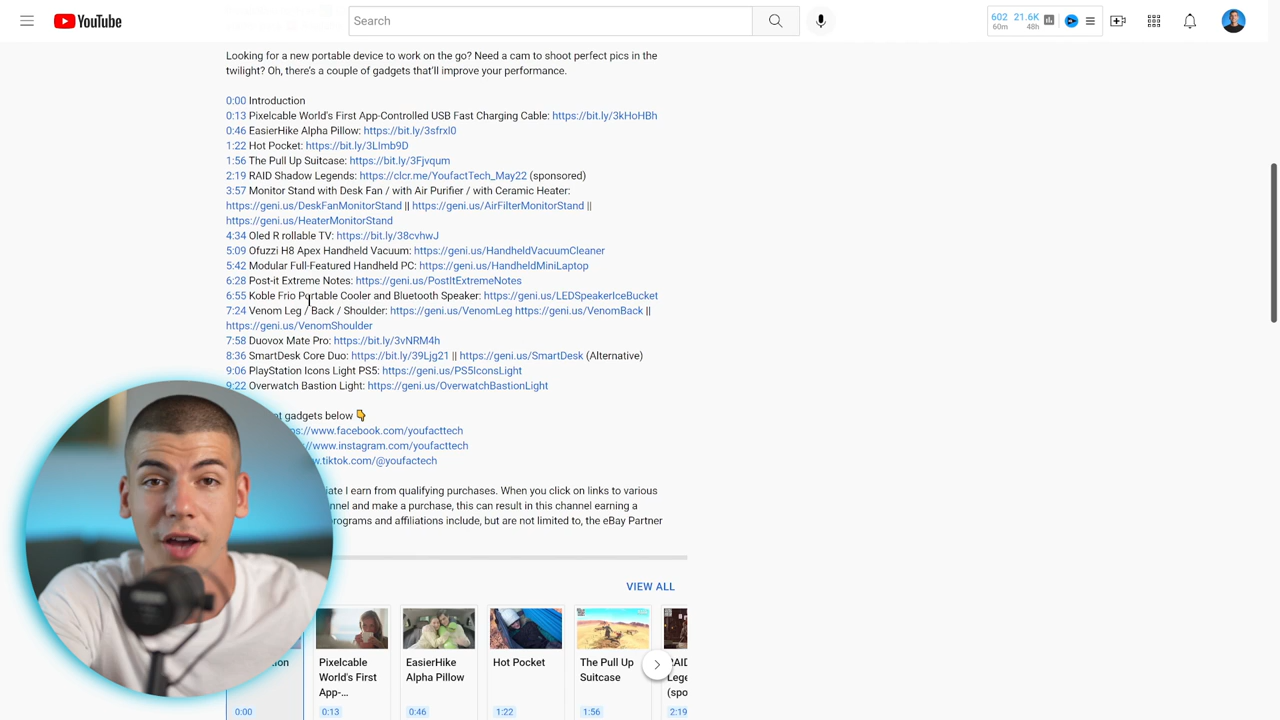 YouTube
Search
602 21.6K
60m 48h
Looking for a new portable device to work on the go? Need a cam to shoot perfect pics in the
twilight? Oh, there's a couple of gadgets that'll improve your performance.
0:00 Introduction
0:13 Pixelcable World's First App-Controlled USB Fast Charging Cable: https://bit.ly/3kHoHBh
0:46 EasierHike Alpha Pillow: https://bit.ly/3sfrxl0
1:22 Hot Pocket: https://bit.ly/3LImb9D
1:56 The Pull Up Suitcase: https://bit.ly/3Fjvqum
2:19 RAID Shadow Legends: https://clcr.me/YoufactTech_May22 (sponsored)
3:57 Monitor Stand with Desk Fan / with Air Purifier / with Ceramic Heater:
https://geni.us/DeskFanMonitorStand || https://geni.us/AirFilterMonitorStand ||
https://geni.us/HeaterMonitorStand
4:34 Oled R rollable TV: https://bit.ly/38cvhwJ
5:09 Ofuzzi H8 Apex Handheld Vacuum: https://geni.us/HandheldVacuumCleaner
5:42 Modular Full-Featured Handheld PC: https://geni.us/HandheldMiniLaptop
6:28 Post-it Extreme Notes: https://geni.us/PostItExtremeNotes
6:55 Koble Frio Portable Cooler and Bluetooth Speaker: https://geni.us/LEDSpeakerIceBucket
7:24 Venom Leg / Back / Shoulder: https://geni.us/VenomLeg https://geni.us/VenomBack ||
https://geni.us/VenomShoulder
7:58 Duovox Mate Pro: https://bit.ly/3vNRM4h
8:36 SmartDesk Core Duo: https://bit.ly/39Ljg21 || https://geni.us/SmartDesk (Alternative)
9:06 PlayStation Icons Light PS5: https://geni.us/PS5IconsLight
9:22 Overwatch Bastion Light: https://geni.us/OverwatchBastionLight
gadgets below 👇
://www.facebook.com/youfacttech
//www.instagram.com/youfacttech
.tiktok.com/@youfactech
I earn from qualifying purchases. When you click on links to various
and make a purchase, this can result in this channel earning a
programs and affiliations include, but are not limited to, the eBay Partner
VIEW ALL
Pixelcable
World's First
App-...
0:13
EasierHike
Alpha Pillow
0:46
Hot Pocket
1:22
The Pull Up
Suitcase
1:56
(spo
2:19
0:00